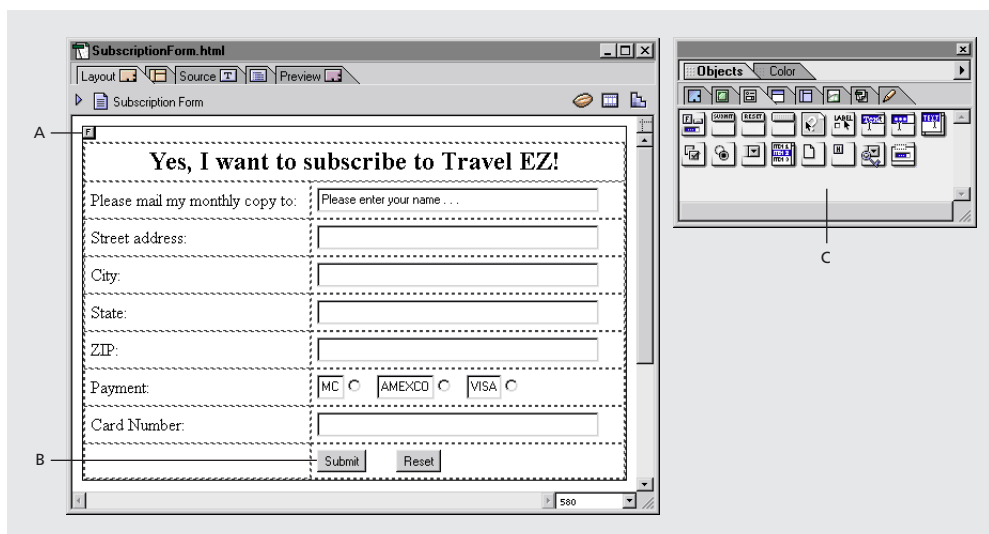 SubscriptionForm.html
Layout Source T Preview
Subscription Form
A
F
Yes, I want to subscribe to Travel EZ!
Please mail my monthly copy to: Please enter your name . . .
Street address:
City:
State:
ZIP:
Payment: MC AMEXCO VISA
Card Number:
B
Submit Reset
580
Objects Color
SUBMIT RESET LABEL TEXT
C